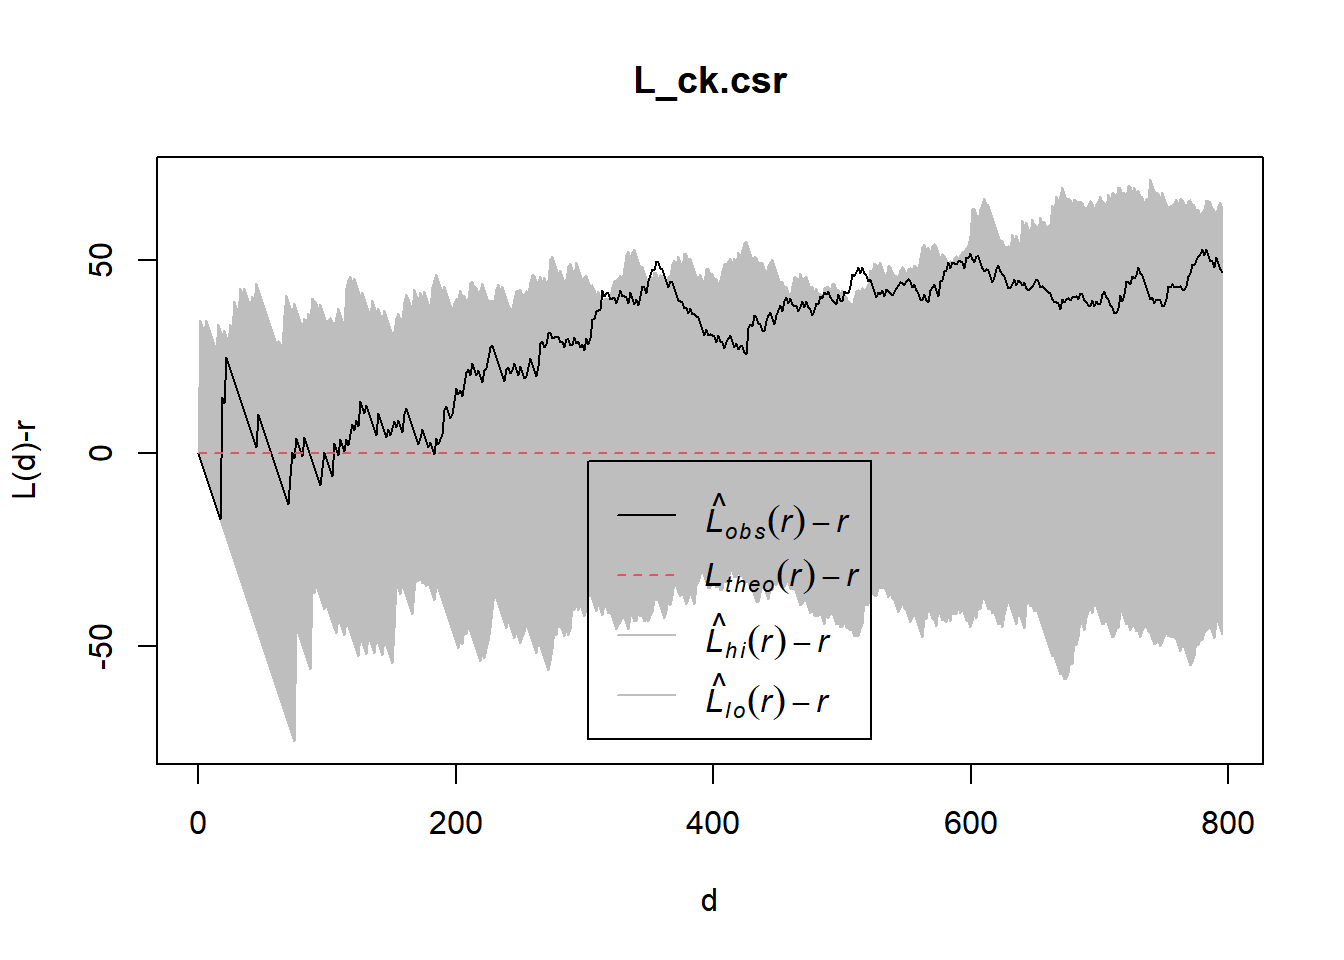 L_ck.csr
L(d)-r
50
0
-50
L̂obs(r) − r
Ltheo(r) − r
L̂hi(r) − r
L̂lo(r) − r
0 200 400 600 800
d